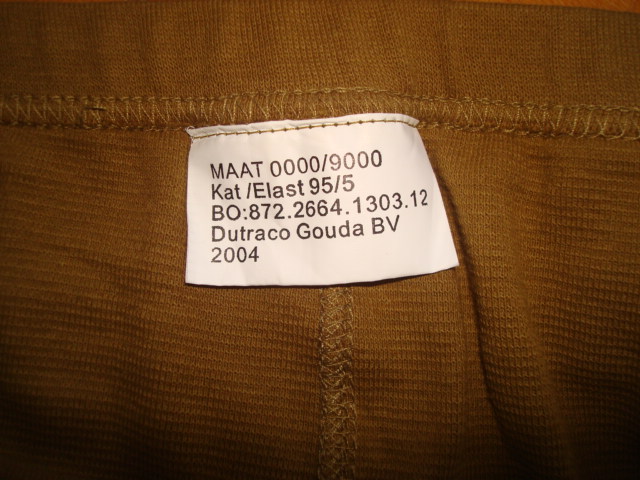 MAAT 0000/9000
Kat /Elast 95/5
BO:872.2664.1303.12
Dutraco Gouda BV
2004